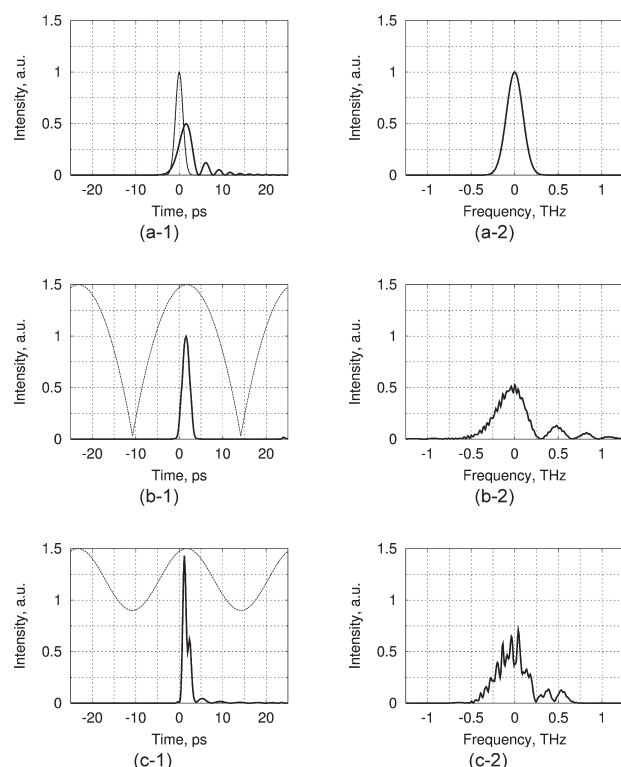 Intensity, a.u.
1.5
1
0.5
0
-20 -10 0 10 20
Time, ps
(a-1)
Intensity, a.u.
1.5
1
0.5
0
-1 -0.5 0 0.5 1
Frequency, THz
(a-2)
Intensity, a.u.
1.5
1
0.5
0
-20 -10 0 10 20
Time, ps
(b-1)
Intensity, a.u.
1.5
1
0.5
0
-1 -0.5 0 0.5 1
Frequency, THz
(b-2)
Intensity, a.u.
1.5
1
0.5
0
-20 -10 0 10 20
Time, ps
(c-1)
Intensity, a.u.
1.5
1
0.5
0
-1 -0.5 0 0.5 1
Frequency, THz
(c-2)